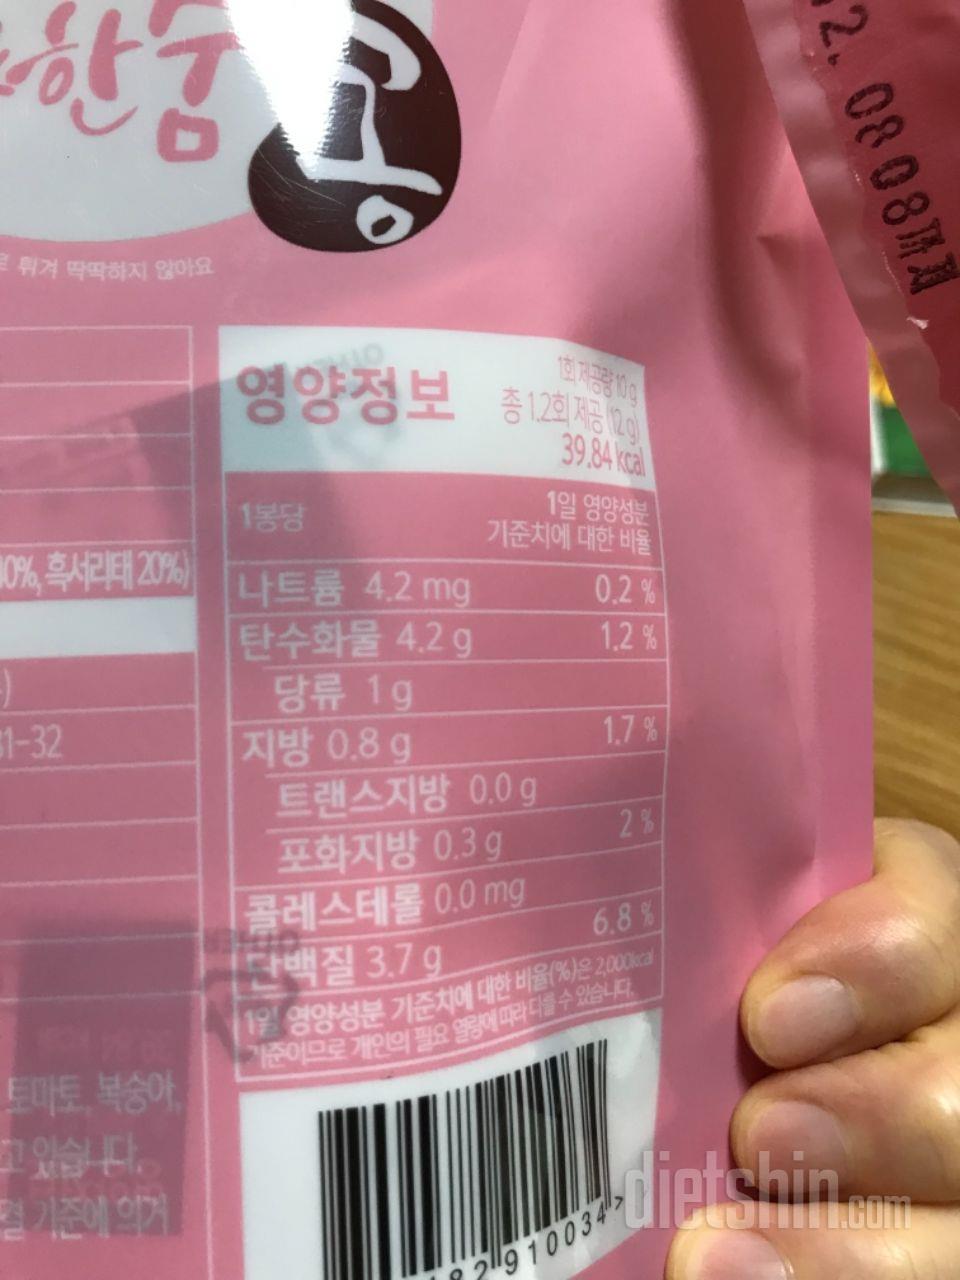 한줌
콩
튀겨 딱딱하지 않아요
2. 08 08까지
영양정보
1회 제공량 10 g
총 1.2회 제공 (12 g)
39.84 kcal
1봉당
1일 영양성분
기준치에 대한 비율
나트륨 4.2 mg 0.2 %
탄수화물 4.2 g 1.2 %
당류 1 g
지방 0.8 g 1.7 %
트랜스지방 0.0 g
포화지방 0.3 g 2 %
콜레스테롤 0.0 mg
단백질 3.7 g 6.8 %
1일 영양성분 기준치에 대한 비율(%)은 2,000kcal
기준이므로 개인의 필요 열량에 따라 다를 수 있습니다.
0%, 흑서리태 20%)
31-32
토마토, 복숭아,
고 있습니다.
결 기준에 의거
82 910034 >
dietshin.com